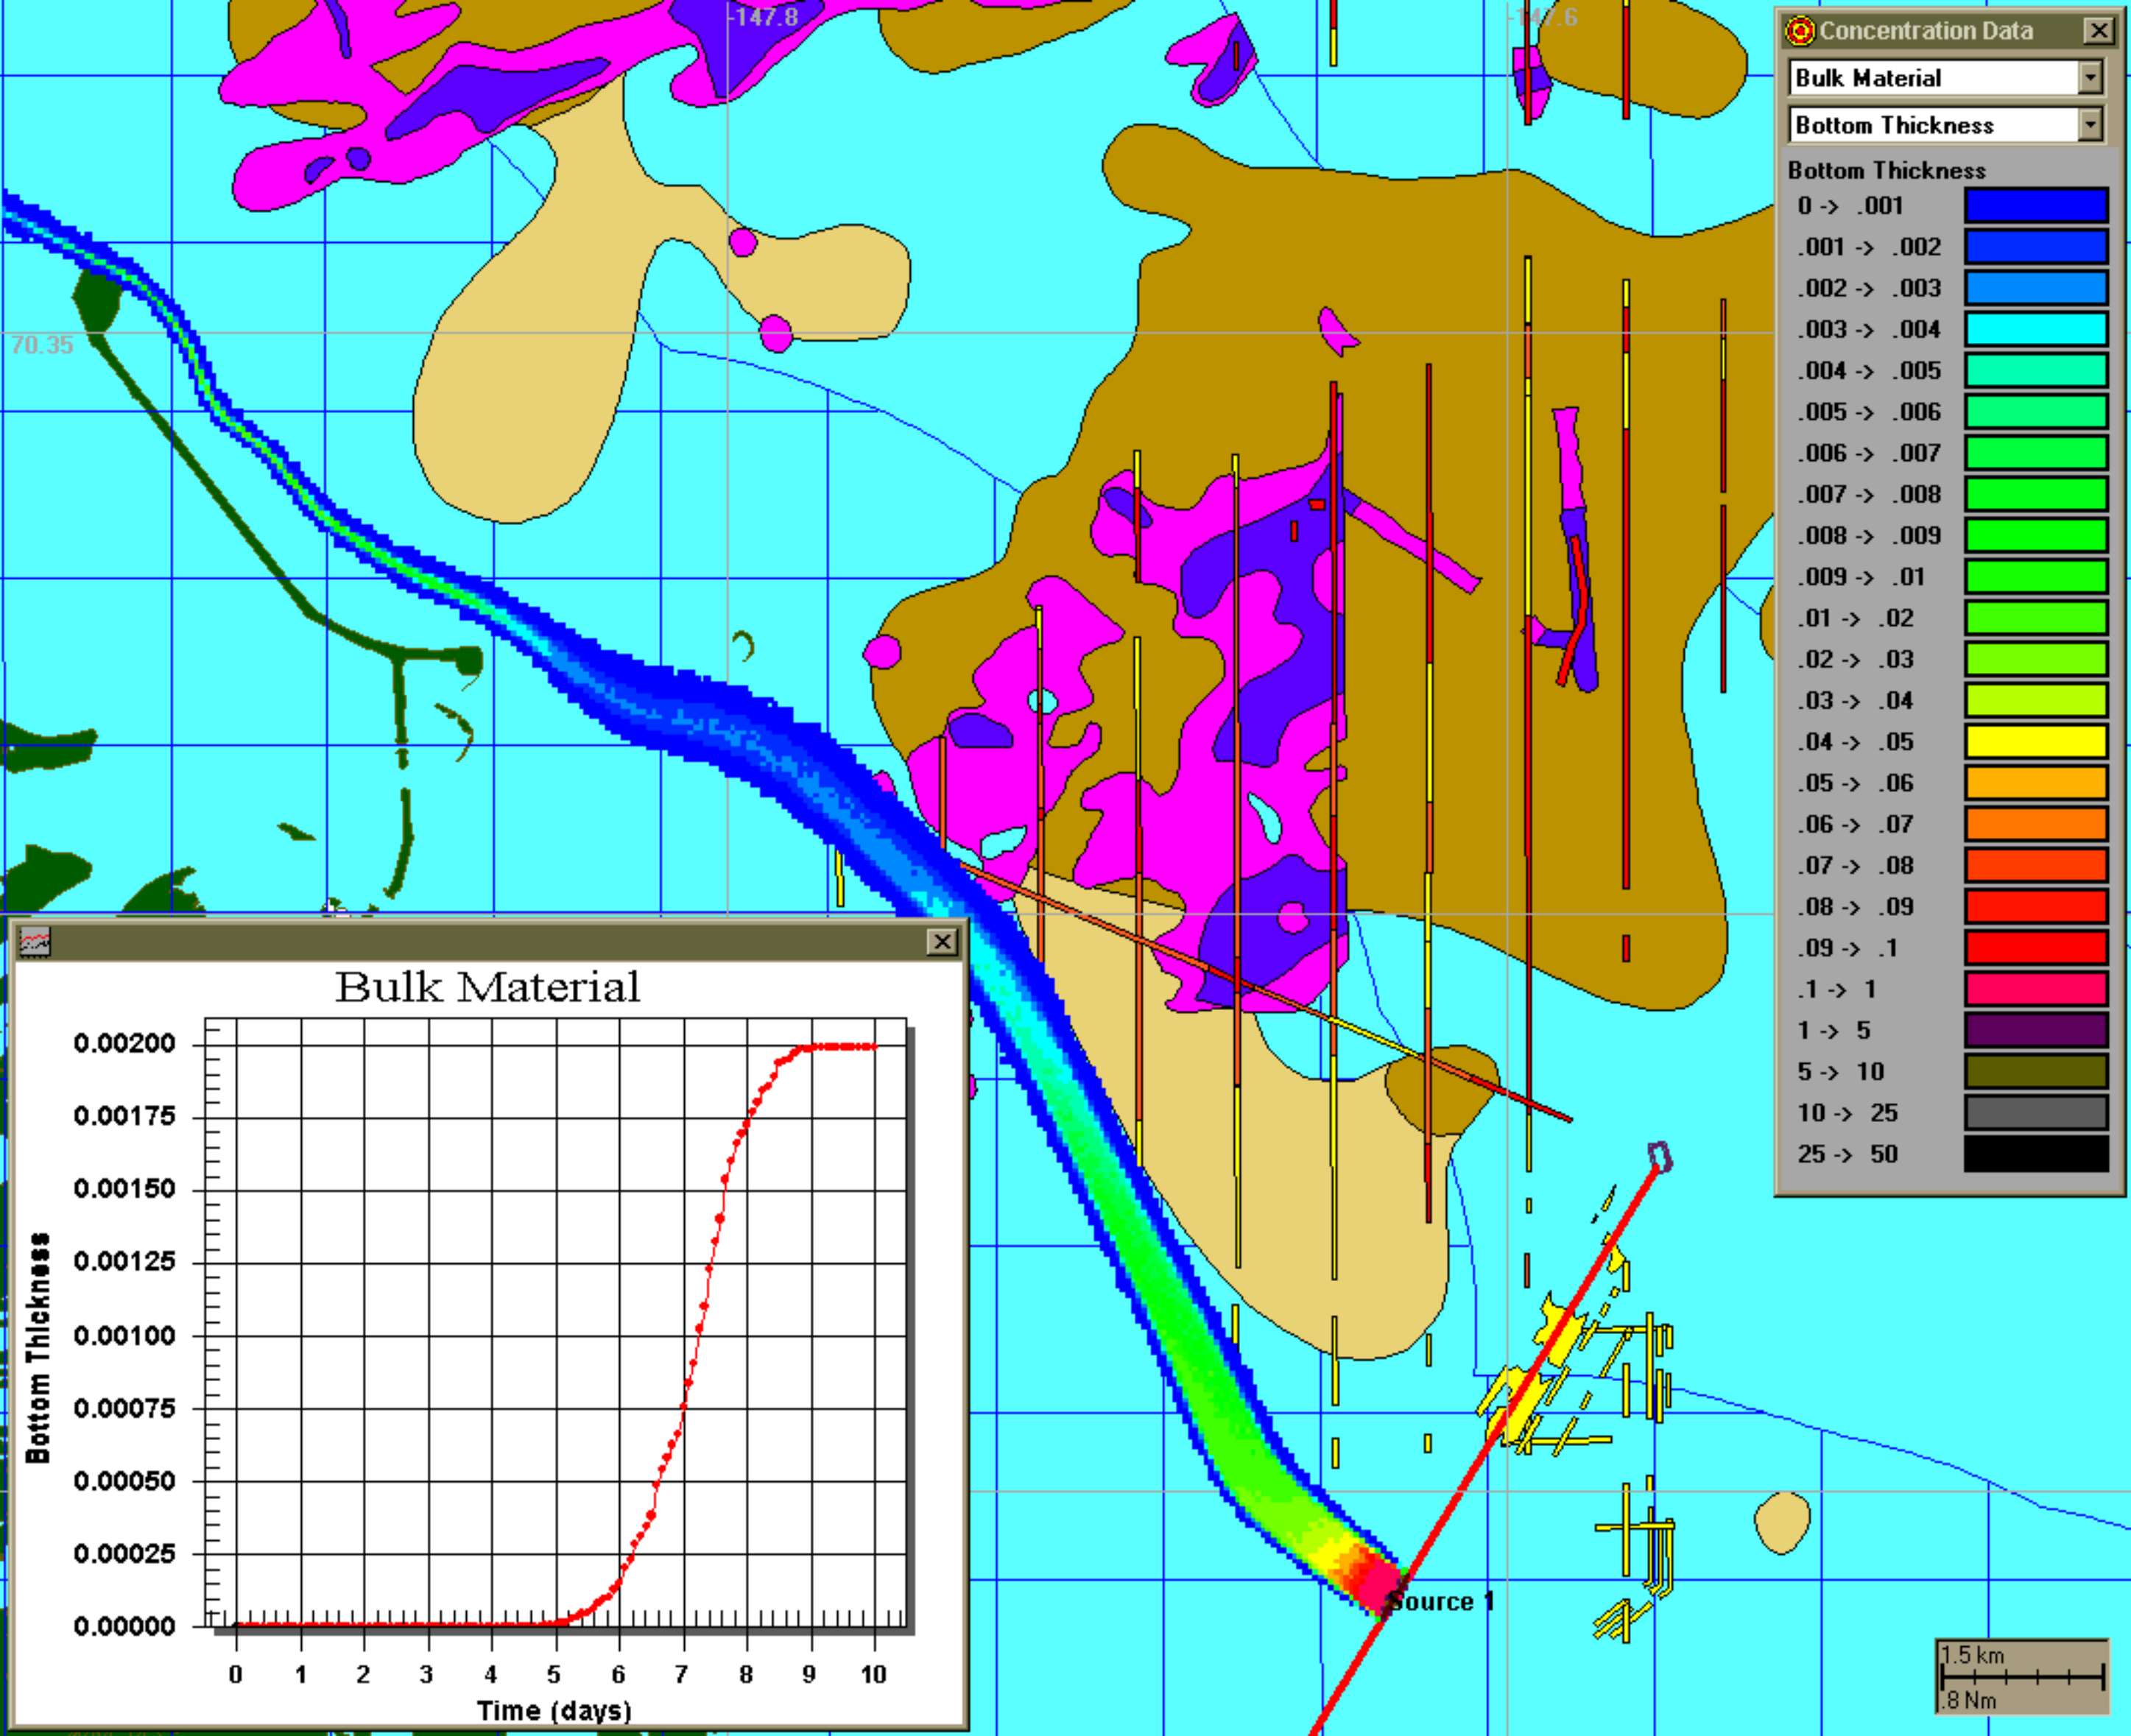 -147.8
-147.6
70.35
Concentration Data
Bulk Material
Bottom Thickness
Bottom Thickness
0 -> .001
.001 -> .002
.002 -> .003
.003 -> .004
.004 -> .005
.005 -> .006
.006 -> .007
.007 -> .008
.008 -> .009
.009 -> .01
.01 -> .02
.02 -> .03
.03 -> .04
.04 -> .05
.05 -> .06
.06 -> .07
.07 -> .08
.08 -> .09
.09 -> .1
.1 -> 1
1 -> 5
5 -> 10
10 -> 25
25 -> 50
Bulk Material
0.00200
0.00175
0.00150
0.00125
0.00100
0.00075
0.00050
0.00025
0.00000
Bottom Thickness
0 1 2 3 4 5 6 7 8 9 10
Time (days)
Source 1
1.5 km
.8 Nm